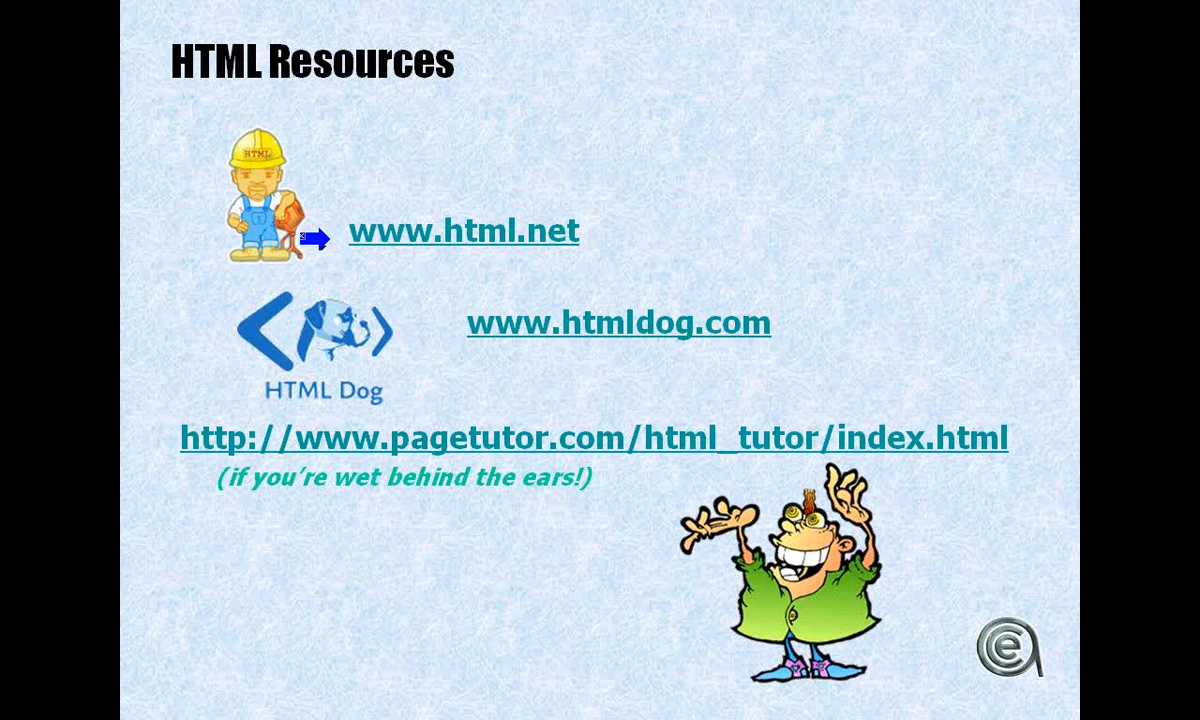 HTML Resources
HTML
www.html.net
www.htmldog.com
HTML Dog
http://www.pagetutor.com/html_tutor/index.html
(if you’re wet behind the ears!)